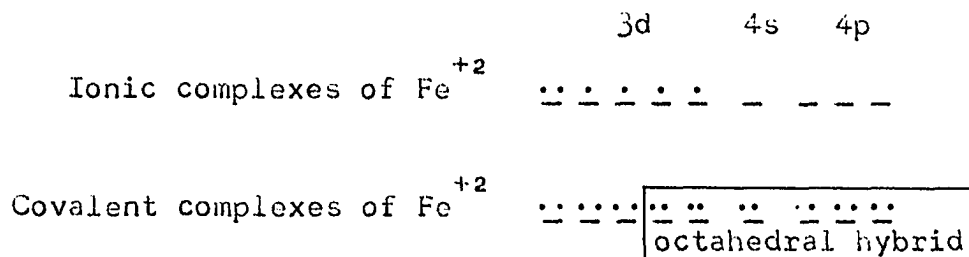 3d 4s 4p
Ionic complexes of Fe+2
Covalent complexes of Fe+2
octahedral hybrid